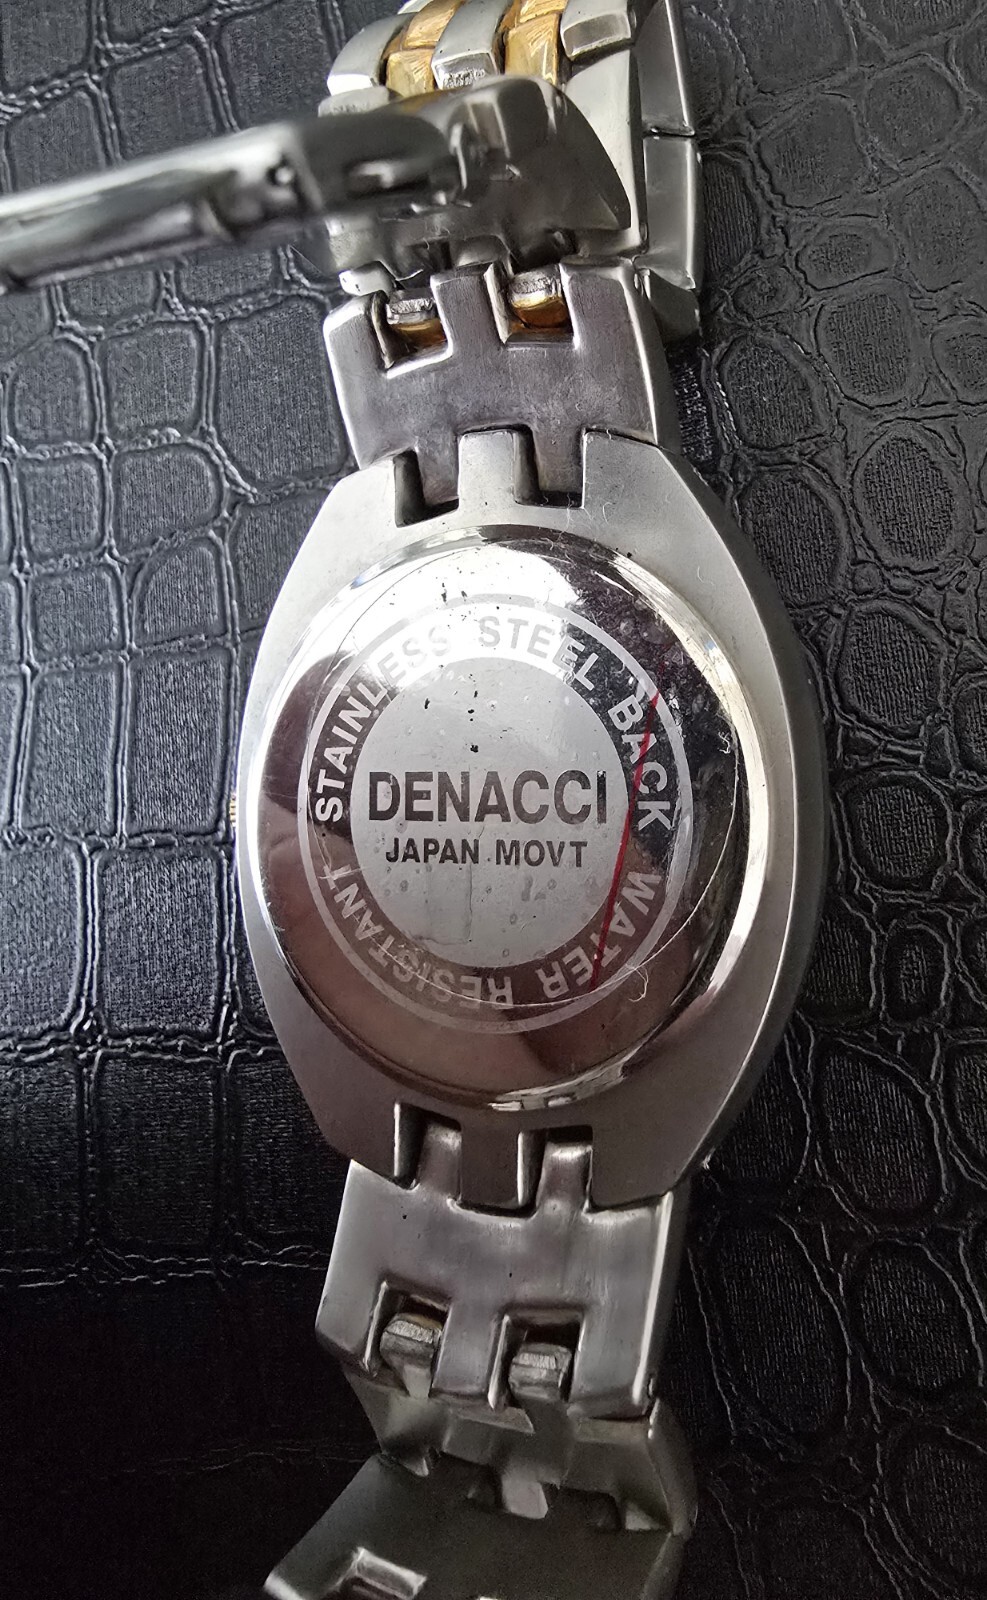 STAINLESS STEEL BACK
DENACCI
JAPAN MOVT
WATER RESISTANT